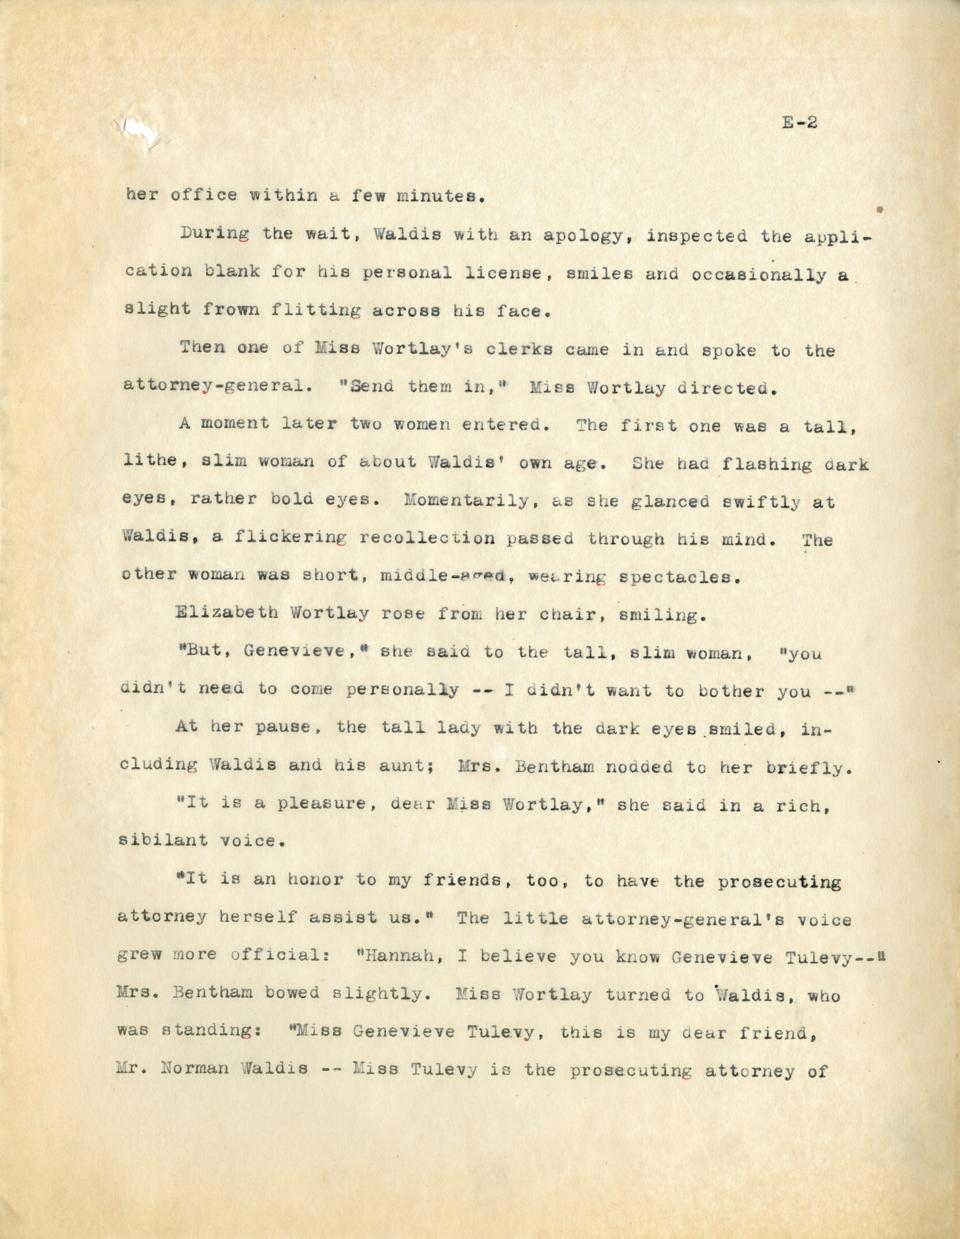 E-2
her office within a few minutes.
During the wait, Waldis with an apology, inspected the appli-
cation blank for his personal license, smiles and occasionally a
slight frown flitting across his face.
Then one of Miss Wortlay's clerks came in and spoke to the
attorney-general.  "Send them in,"  Miss Wortlay directed.
A moment later two women entered.  The first one was a tall,
lithe, slim woman of about Waldis' own age.  She had flashing dark
eyes, rather bold eyes.  Momentarily, as she glanced swiftly at
Waldis, a flickering recollection passed through his mind.  The
other woman was short, middle-aged, wearing spectacles.
Elizabeth Wortlay rose from her chair, smiling.
"But, Genevieve," she said to the tall, slim woman,  "you
didn't need to come personally -- I didn't want to bother you --"
At her pause, the tall lady with the dark eyes smiled, in-
cluding Waldis and his aunt;  Mrs. Bentham nodded to her briefly.
"It is a pleasure, dear Miss Wortlay," she said in a rich,
sibilant voice.
"It is an honor to my friends, too, to have the prosecuting
attorney herself assist us."  The little attorney-general's voice
grew more official:  "Hannah, I believe you know Genevieve Tulevy--"
Mrs. Bentham bowed slightly.  Miss Wortlay turned to Waldis, who
was standing:  "Miss Genevieve Tulevy, this is my dear friend,
Mr. Norman Waldis -- Miss Tulevy is the prosecuting attorney of